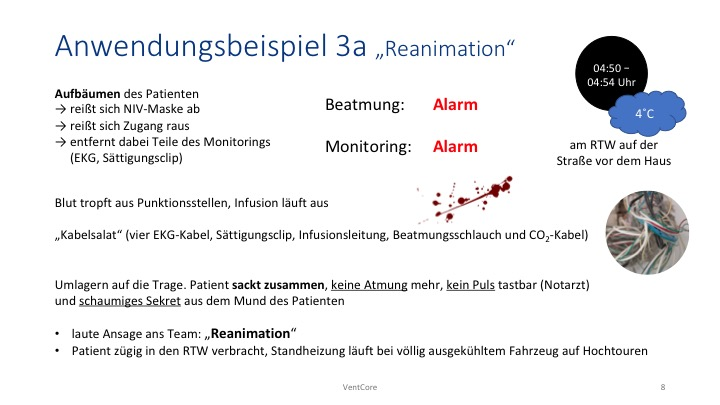 Anwendungsbeispiel 3a „Reanimation“
04:50 –
04:54 Uhr
4°C
am RTW auf der
Straße vor dem Haus
Aufbäumen des Patienten
→ reißt sich NIV-Maske ab
→ reißt sich Zugang raus
→ entfernt dabei Teile des Monitorings
(EKG, Sättigungsclip)
Beatmung: Alarm
Monitoring: Alarm
Blut tropft aus Punktionsstellen, Infusion läuft aus
„Kabelsalat“ (vier EKG-Kabel, Sättigungsclip, Infusionsleitung, Beatmungsschlauch und CO₂-Kabel)
Umlagern auf die Trage. Patient sackt zusammen, keine Atmung mehr, kein Puls tastbar (Notarzt)
und schaumiges Sekret aus dem Mund des Patienten
• laute Ansage ans Team: „Reanimation“
• Patient zügig in den RTW verbracht, Standheizung läuft bei völlig ausgekühltem Fahrzeug auf Hochtouren
VentCore
8